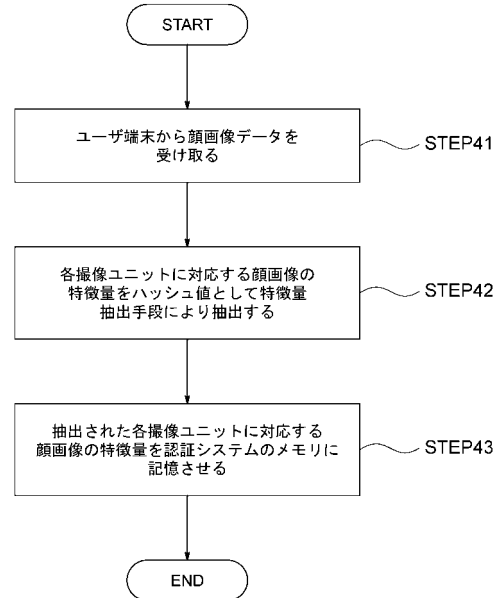 START
ユーザ端末から顔画像データを
受け取る
STEP41
各撮像ユニットに対応する顔画像の
特徴量をハッシュ値として特徴量
抽出手段により抽出する
STEP42
抽出された各撮像ユニットに対応する
顔画像の特徴量を認証システムのメモリに
記憶させる
STEP43
END